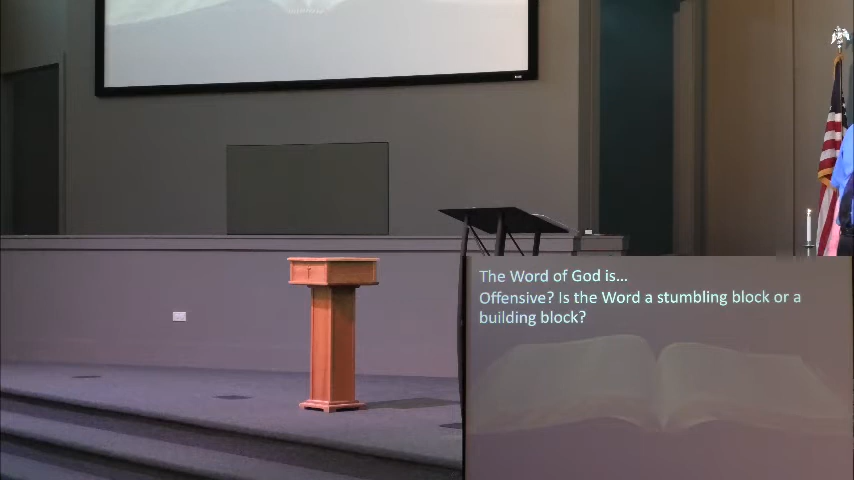 The Word of God is...
Offensive? Is the Word a stumbling block or a
building block?